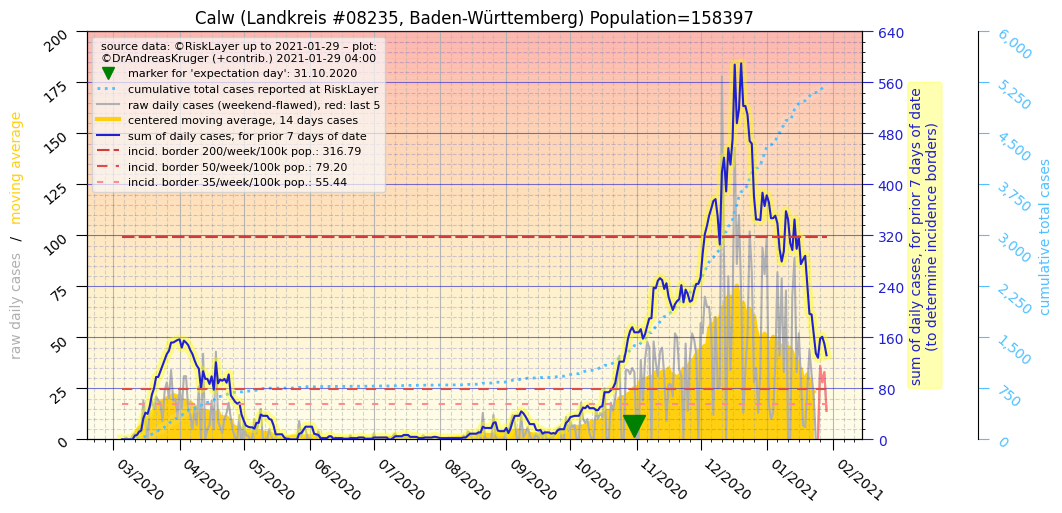 Calw (Landkreis #08235, Baden-Württemberg) Population=158397
source data: ©RiskLayer up to 2021-01-29 – plot:
©DrAndreasKruger (+contrib.) 2021-01-29 04:00
marker for 'expectation day': 31.10.2020
cumulative total cases reported at RiskLayer
raw daily cases (weekend-flawed), red: last 5
centered moving average, 14 days cases
sum of daily cases, for prior 7 days of date
incid. border 200/week/100k pop.: 316.79
incid. border 50/week/100k pop.: 79.20
incid. border 35/week/100k pop.: 55.44
raw daily cases / moving average
200
175
150
125
100
75
50
25
0
03/2020
04/2020
05/2020
06/2020
07/2020
08/2020
09/2020
10/2020
11/2020
12/2020
01/2021
02/2021
640
560
480
400
320
240
160
80
0
sum of daily cases, for prior 7 days of date
(to determine incidence borders)
6,000
5,250
4,500
3,750
3,000
2,250
1,500
750
0
cumulative total cases